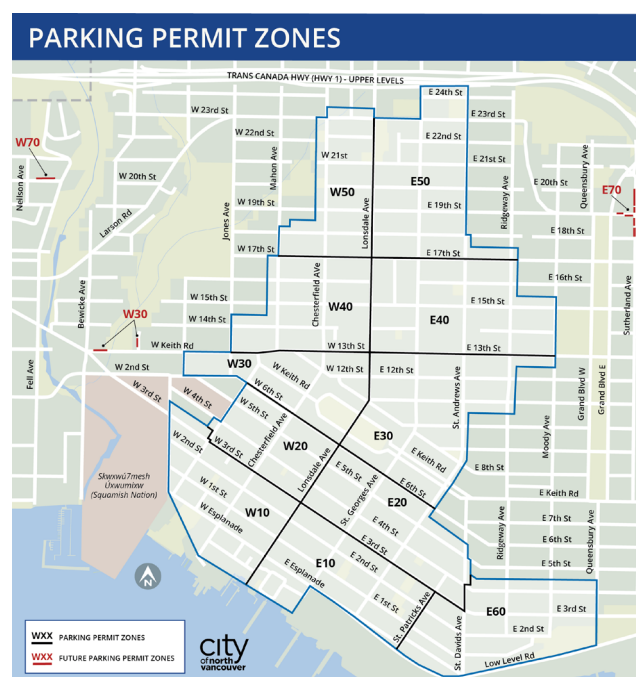 PARKING PERMIT ZONES
TRANS CANADA HWY (HWY 1) - UPPER LEVELS
E 24th St
W 23rd St
E 23rd St
W 22nd St
E 22nd St
W70
W 21st
E 21st St
Mahon Ave
Queensbury Ave
Neilson Ave
W 20th St
W50
E50
Ridgeway Ave
E 20th St
E70
W 19th St
E 19th St
Larson Rd
Jones Ave
Lonsdale Ave
E 18th St
W 17th St
E 17th St
E 16th St
Bewicke Ave
Chesterfield Ave
Sutherland Ave
W 15th St
E 15th St
W30
W 14th St
W40
E40
W Keith Rd
W 13th St
E 13th St
Fell Ave
W 2nd St
W30
W Keith Rd
W 12th St
E 12th St
St. Andrews Ave
Grand Blvd W
Grand Blvd E
W 3rd St
W 4th St
W 6th St
W 5th St
Chesterfield Ave
Moody Ave
W 2nd St
W 3rd St
W20
Lonsdale Ave
E30
E Keith Rd
E 8th St
Skwxwú7mesh
Úxwumixw
(Squamish Nation)
W 1st St
E 5th St
St. Georges Ave
E 6th St
E Keith Rd
W Esplanade
W10
E20
E 4th St
E 3rd St
Ridgeway Ave
E 7th St
E 6th St
Queensbury Ave
E10
E 2nd St
E 5th St
E Esplanade
E 1st St
St. Patricks Ave
E60
E 3rd St
E 2nd St
St. Davids Ave
Low Level Rd
N
WXX PARKING PERMIT ZONES
WXX FUTURE PARKING PERMIT ZONES
city
of north
vancouver